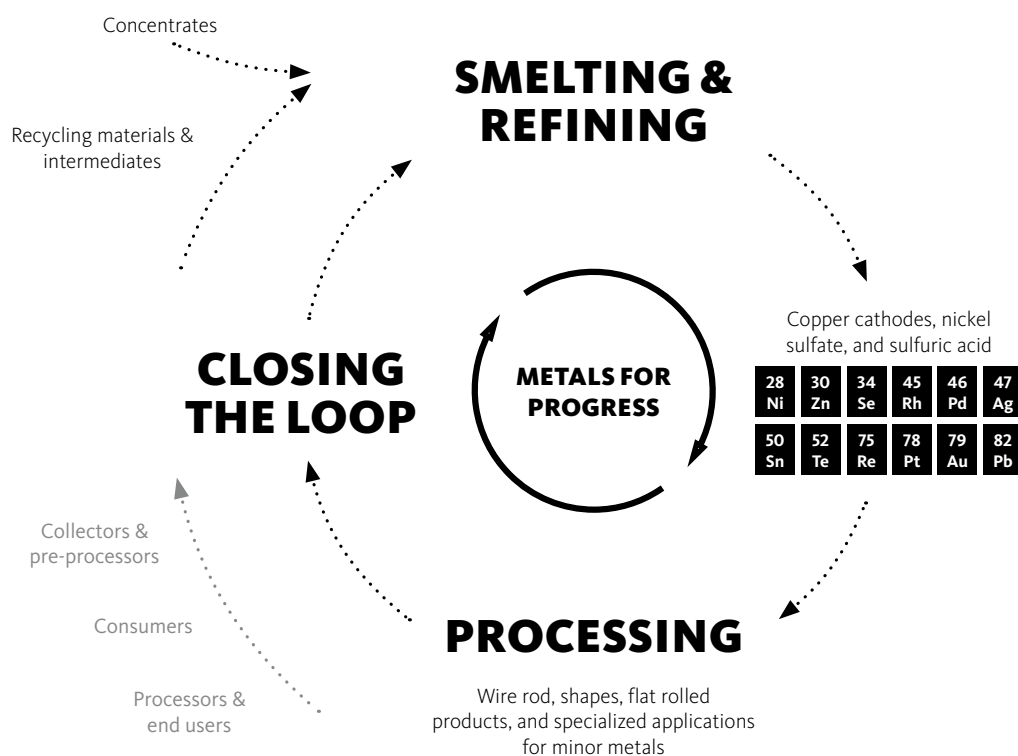 Concentrates
SMELTING &
REFINING
Recycling materials &
intermediates
Copper cathodes, nickel
sulfate, and sulfuric acid
28 30 34 45 46 47
Ni Zn Se Rh Pd Ag
50 52 75 78 79 82
Sn Te Re Pt Au Pb
CLOSING
THE LOOP
METALS FOR
PROGRESS
Collectors &
pre-processors
Consumers
Processors &
end users
PROCESSING
Wire rod, shapes, flat rolled
products, and specialized applications
for minor metals